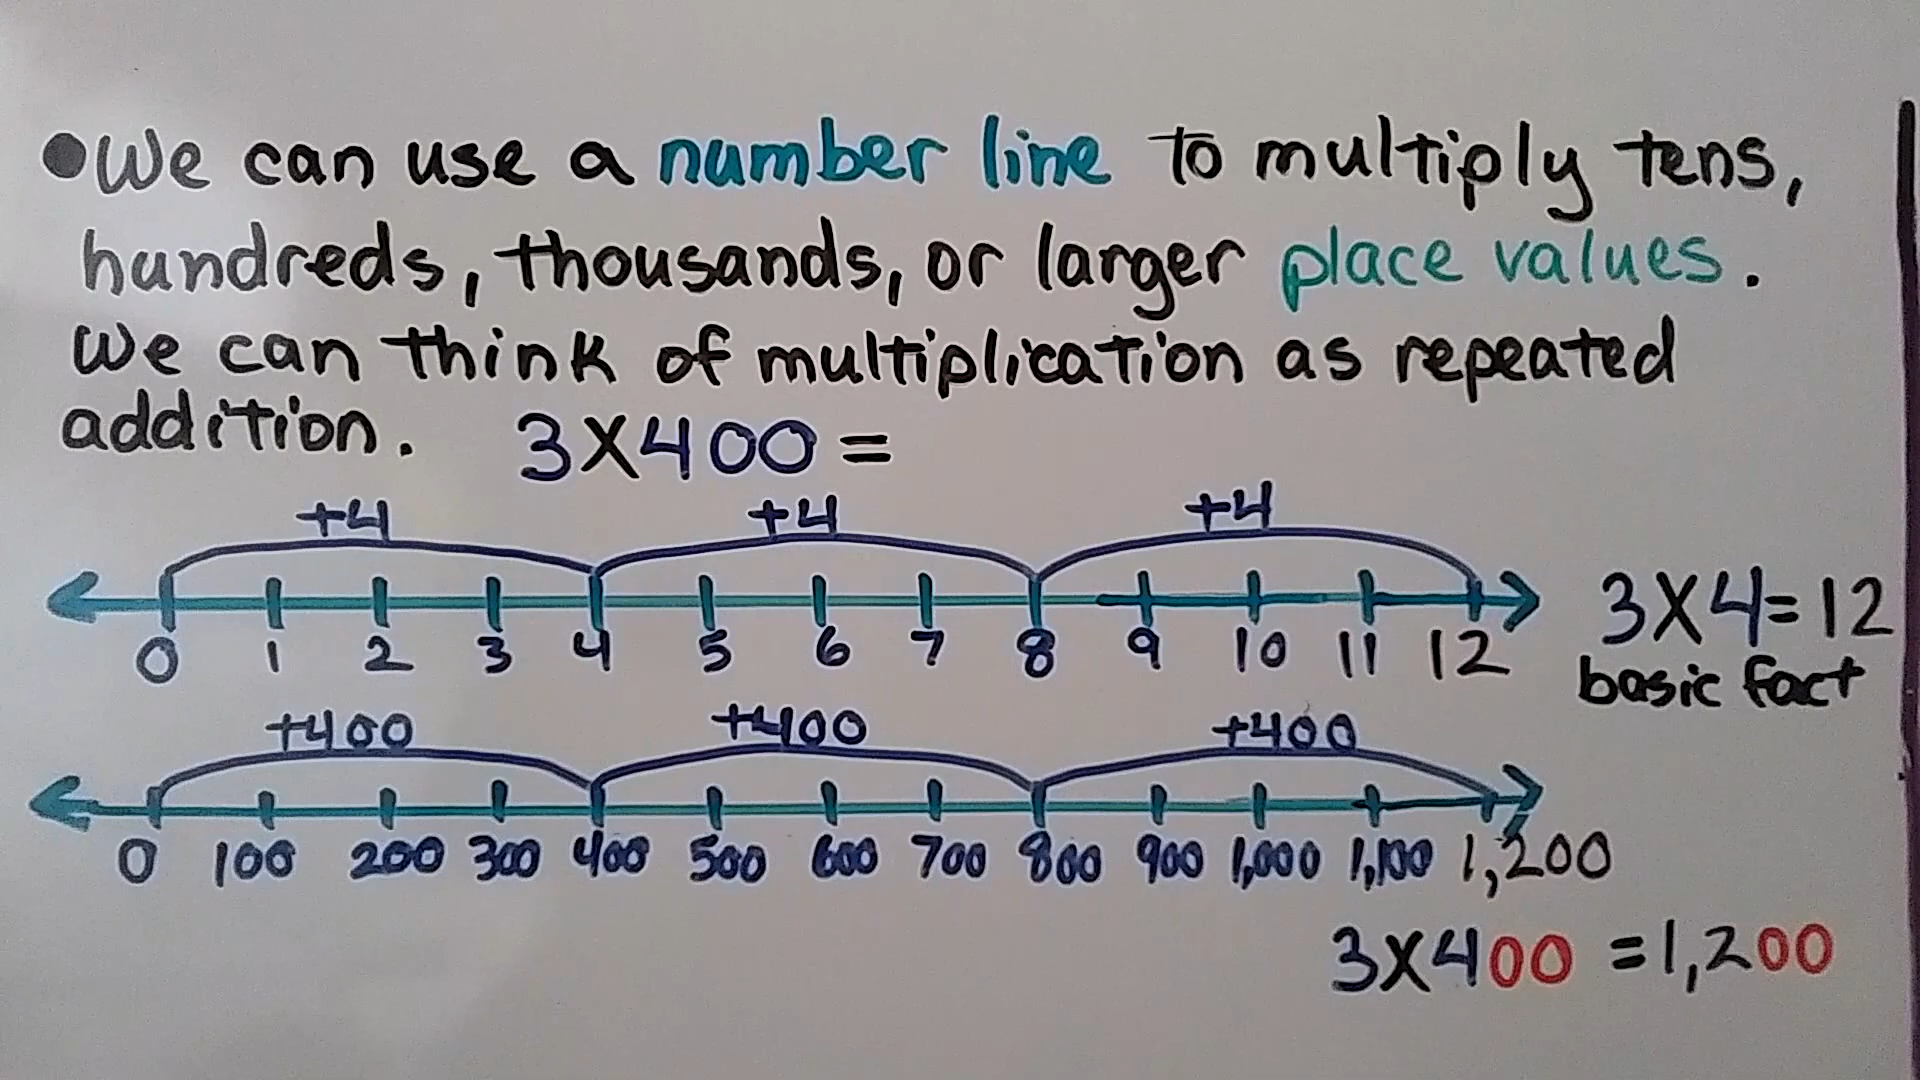 •We can use a number line to multiply tens,
hundreds, thousands, or larger place values.
We can think of multiplication as repeated
addition. 3X400=
+4 +4 +4
0 1 2 3 4 5 6 7 8 9 10 11 12
3X4=12
basic fact
+400 +400 +400
0 100 200 300 400 500 600 700 800 900 1,000 1,100 1,200
3X400=1,200